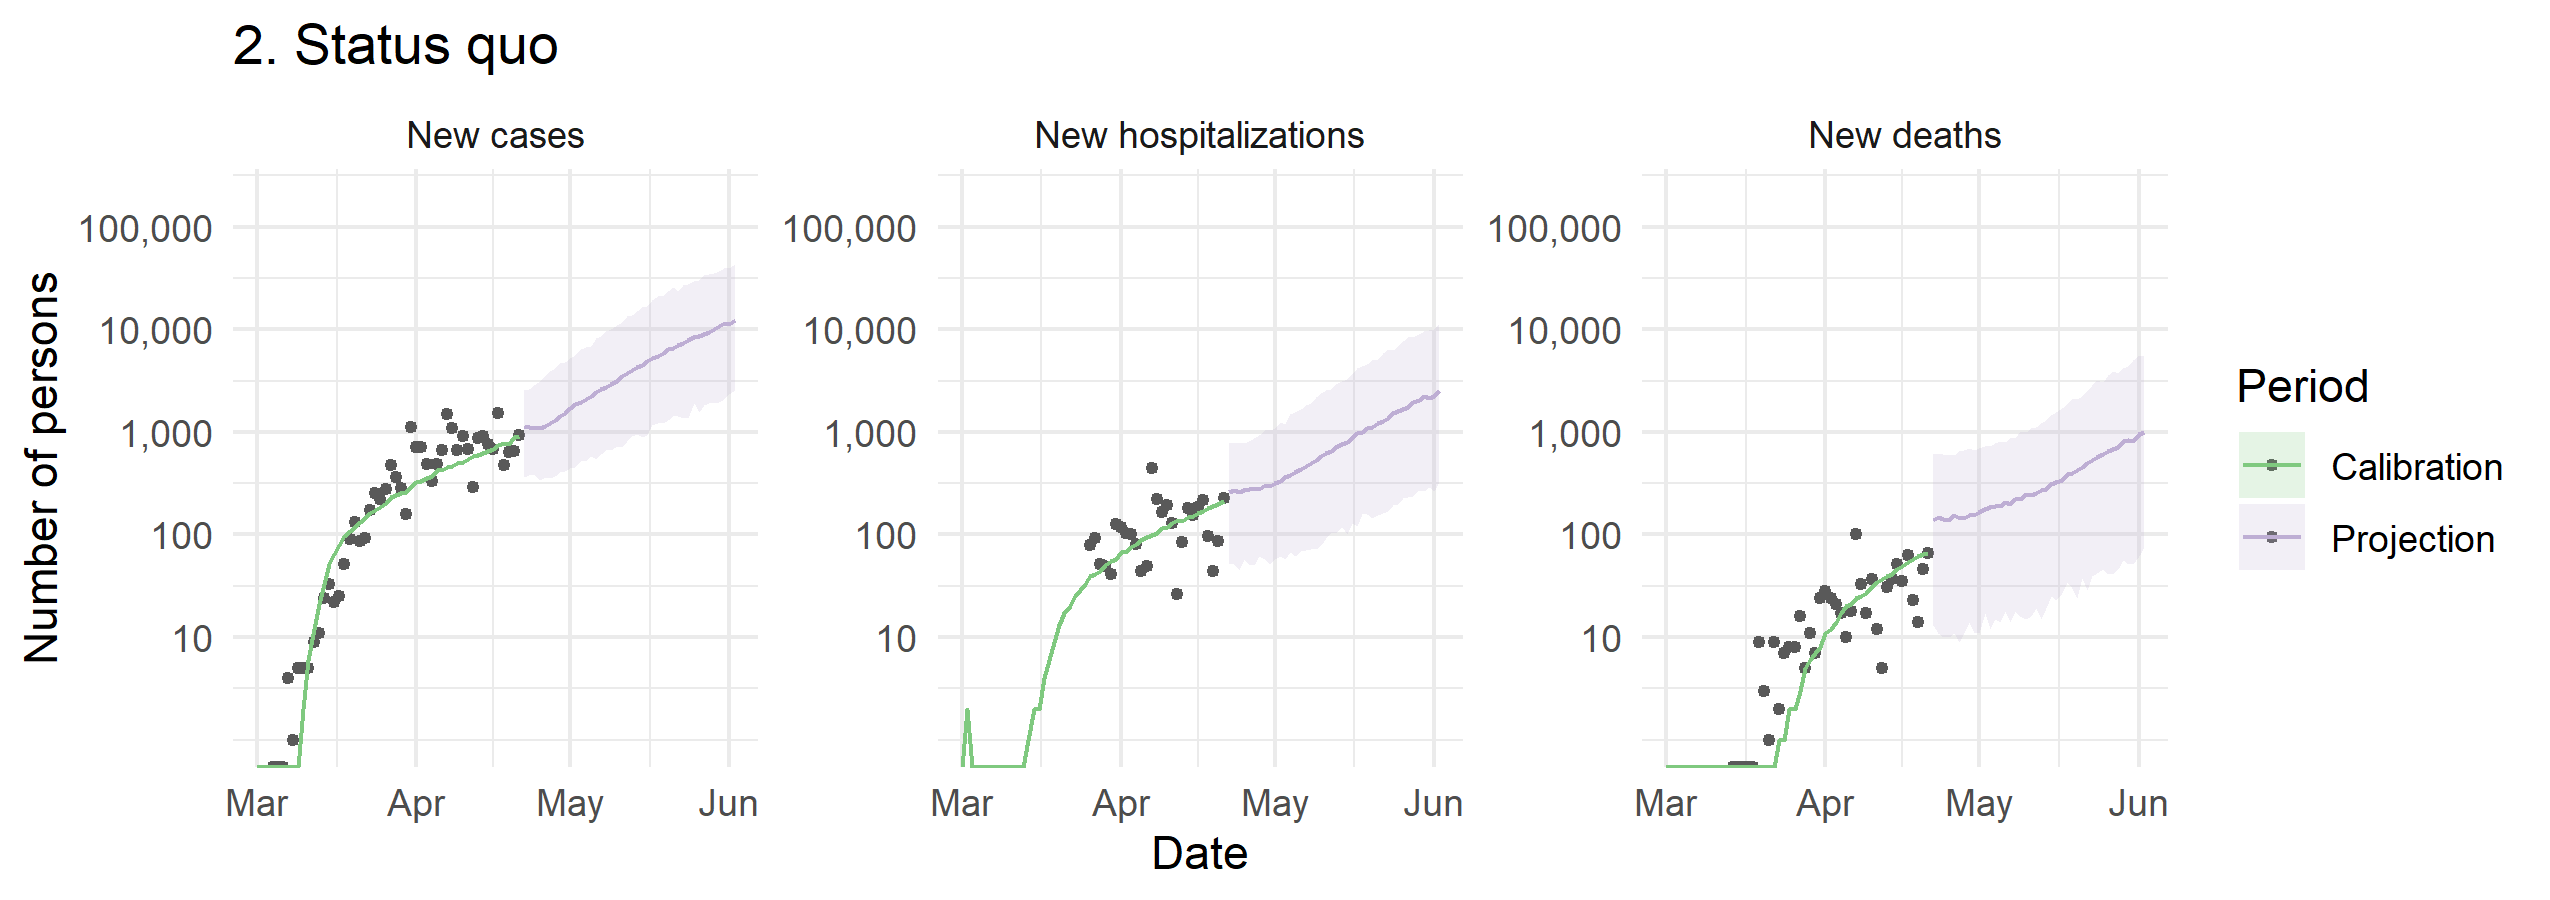 2. Status quo
New cases
New hospitalizations
New deaths
Number of persons
100,000
10,000
1,000
100
10
100,000
10,000
1,000
100
10
100,000
10,000
1,000
100
10
Mar Apr May Jun
Mar Apr May Jun
Mar Apr May Jun
Date
Period
Calibration
Projection